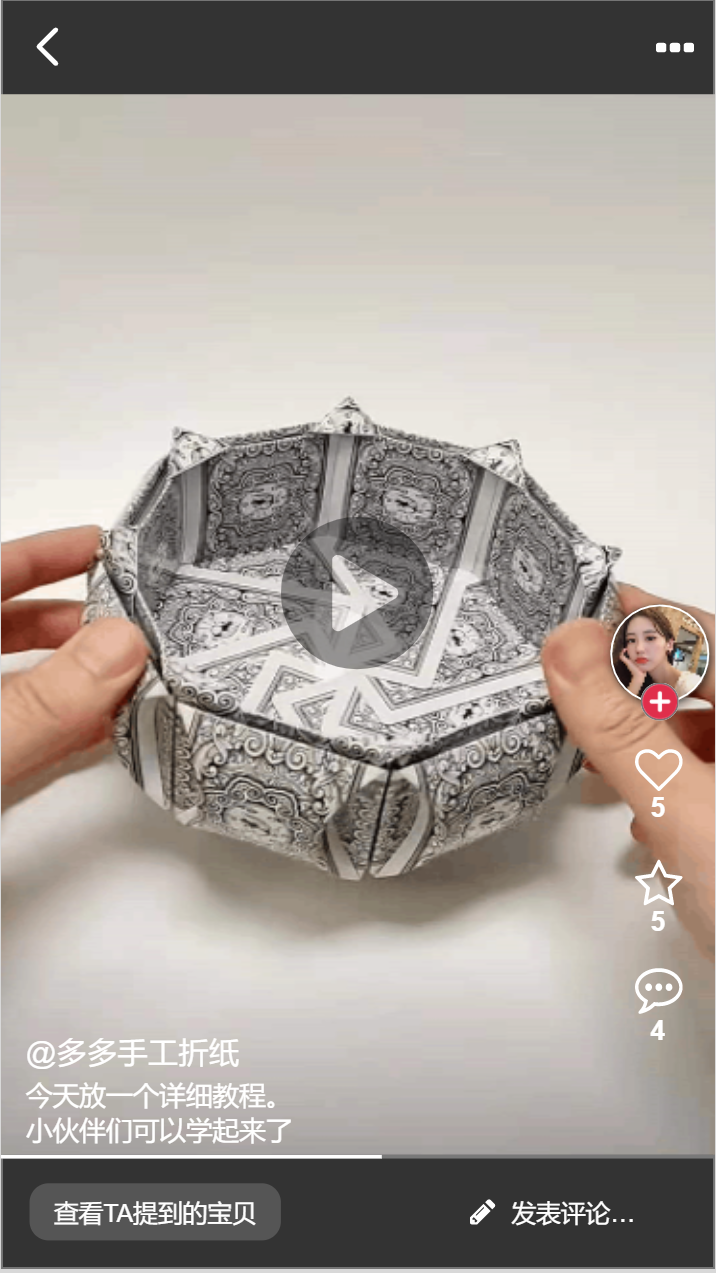 5
5
4
@多多手工折纸
今天放一个详细教程。
小伙伴们可以学起来了
查看TA提到的宝贝
发表评论...